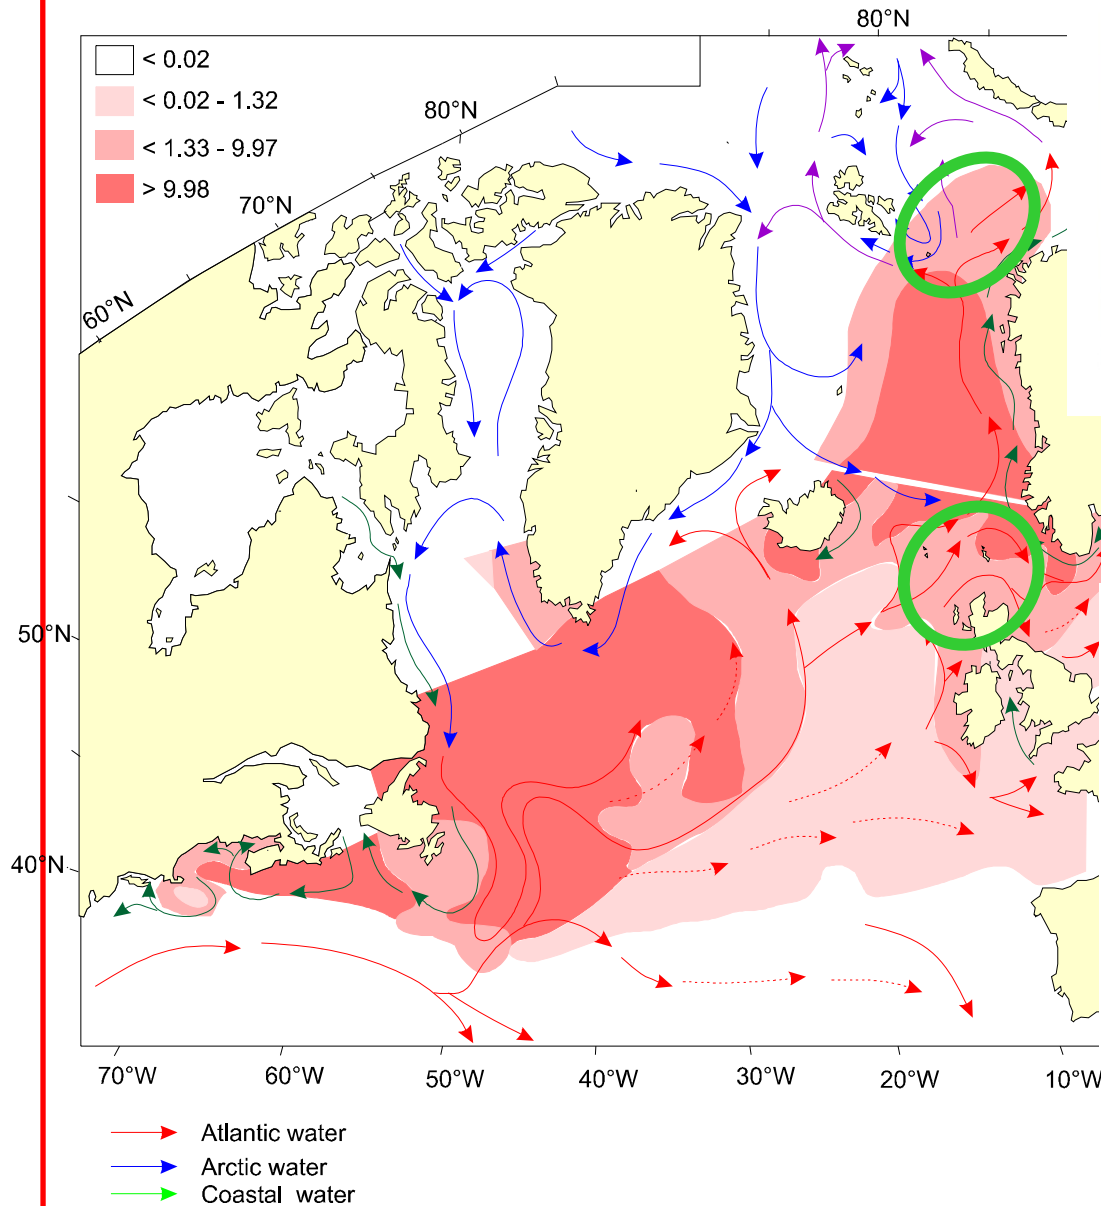 80°N
< 0.02
< 0.02 - 1.32
< 1.33 - 9.97
> 9.98
80°N
70°N
60°N
50°N
40°N
70°W
60°W
50°W
40°W
30°W
20°W
10°W
Atlantic water
Arctic water
Coastal water